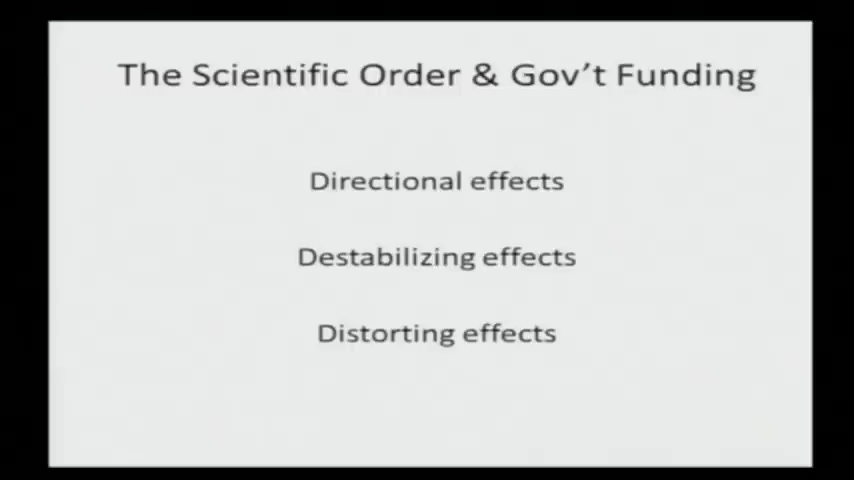 The Scientific Order & Gov’t Funding
Directional effects
Destabilizing effects
Distorting effects